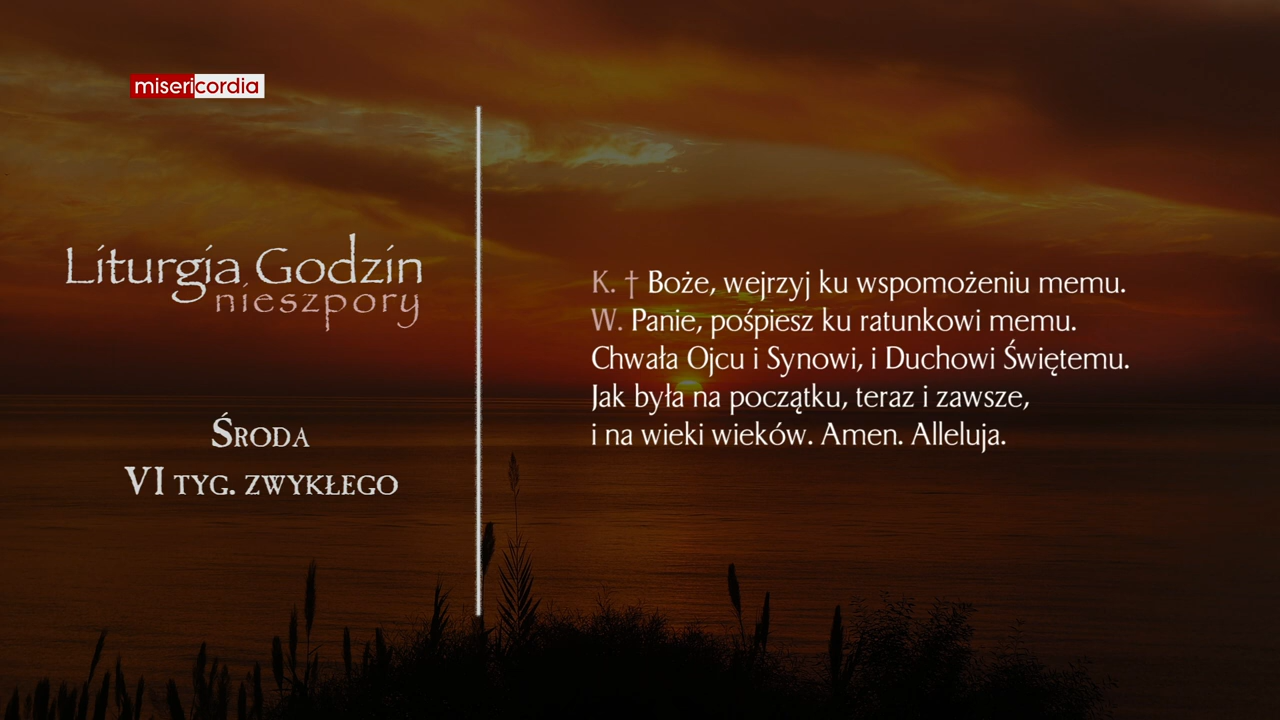 misericordia
Liturgia Godzin
nieszpory
Środa
VI tyg. zwykłego
K. † Boże, wejrzyj ku wspomożeniu memu.
W. Panie, pośpiesz ku ratunkowi memu.
Chwała Ojcu i Synowi, i Duchowi Świętemu.
Jak była na początku, teraz i zawsze,
i na wieki wieków. Amen. Alleluja.